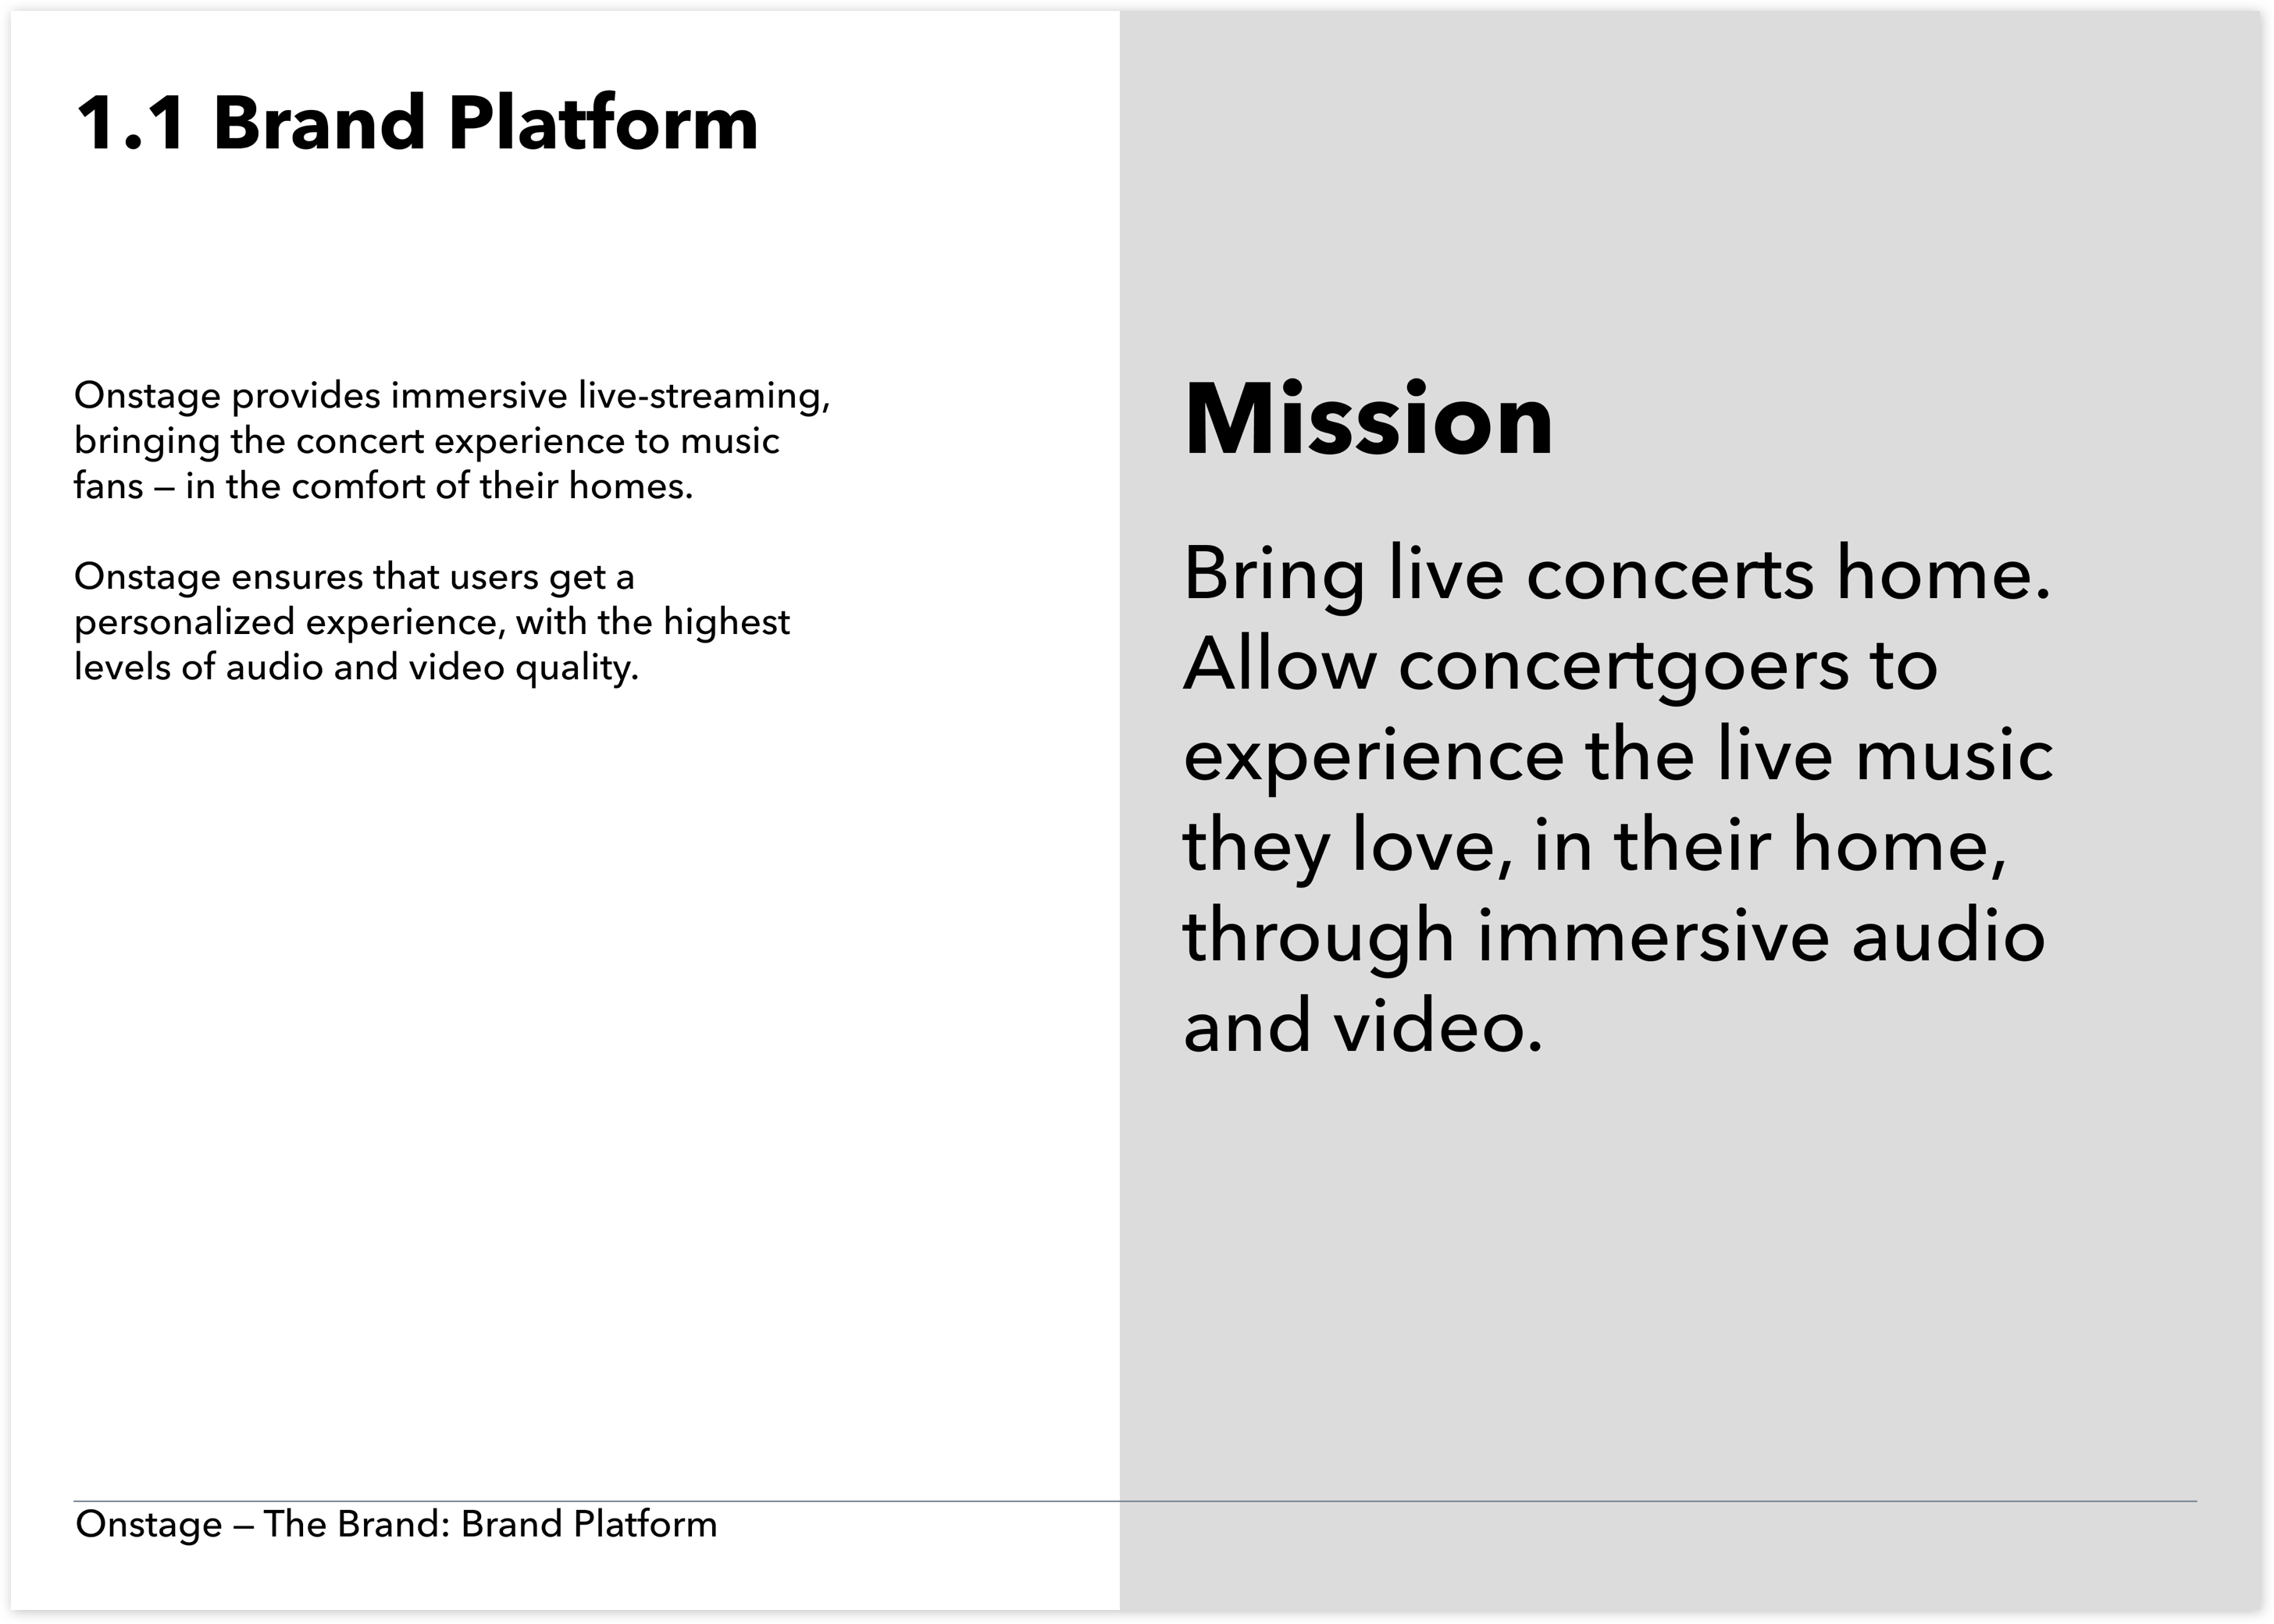 1.1 Brand Platform
Onstage provides immersive live-streaming,
bringing the concert experience to music
fans – in the comfort of their homes.
Onstage ensures that users get a
personalized experience, with the highest
levels of audio and video quality.
Mission
Bring live concerts home.
Allow concertgoers to
experience the live music
they love, in their home,
through immersive audio
and video.
Onstage – The Brand: Brand Platform